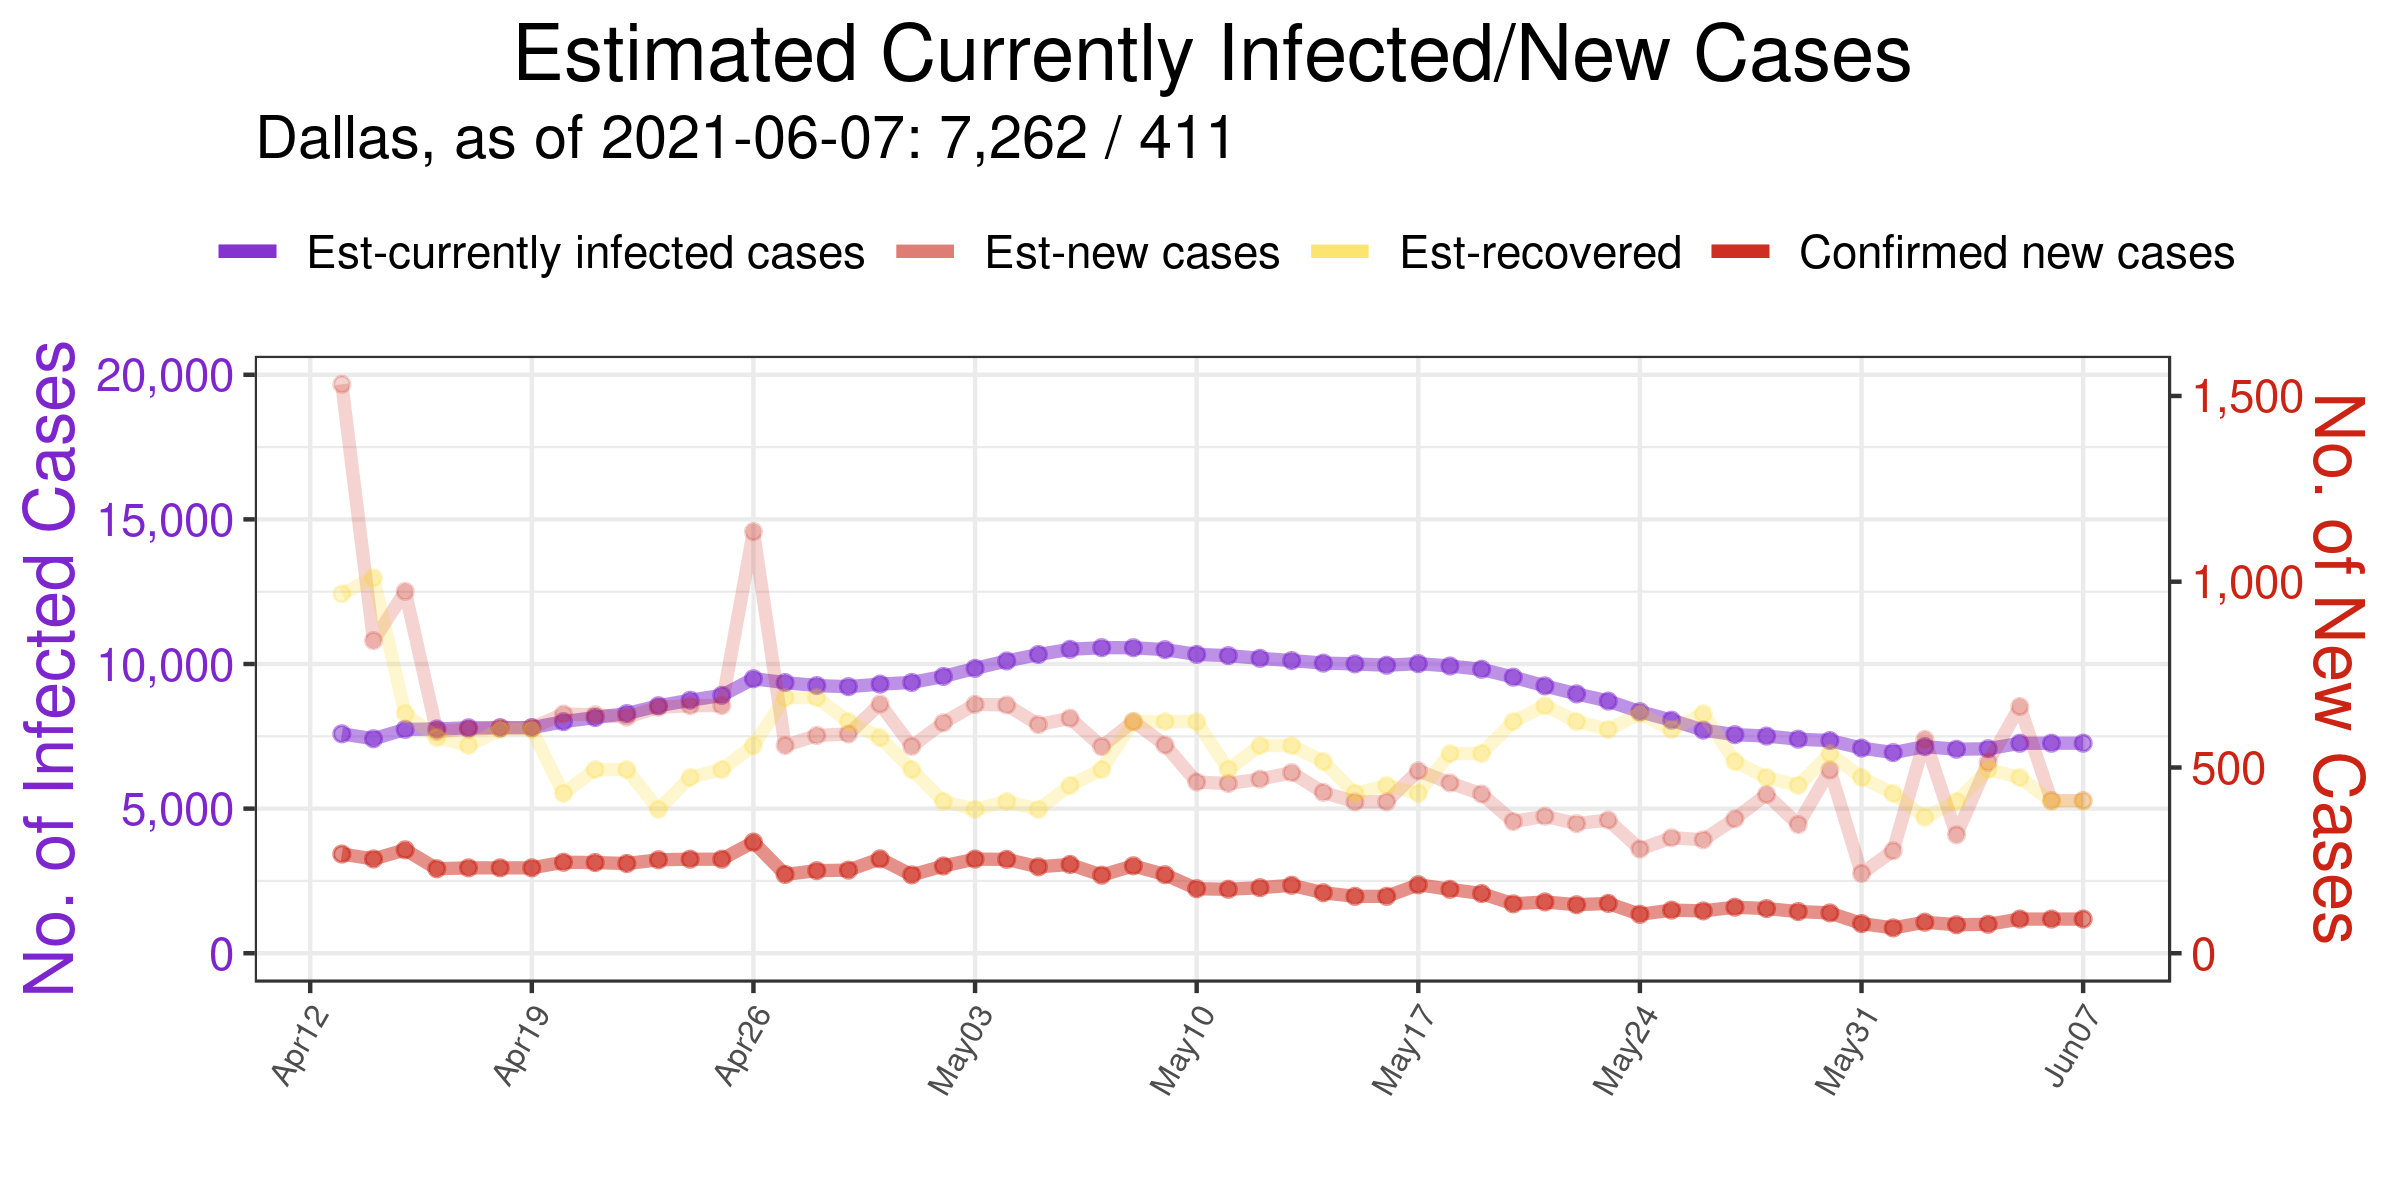 Estimated Currently Infected/New Cases
Dallas, as of 2021-06-07: 7,262 / 411
Est-currently infected cases Est-new cases Est-recovered Confirmed new cases
No. of Infected Cases
20,000
15,000
10,000
5,000
0
1,500
1,000
500
0
No. of New Cases
Apr12 Apr19 Apr26 May03 May10 May17 May24 May31 Jun07